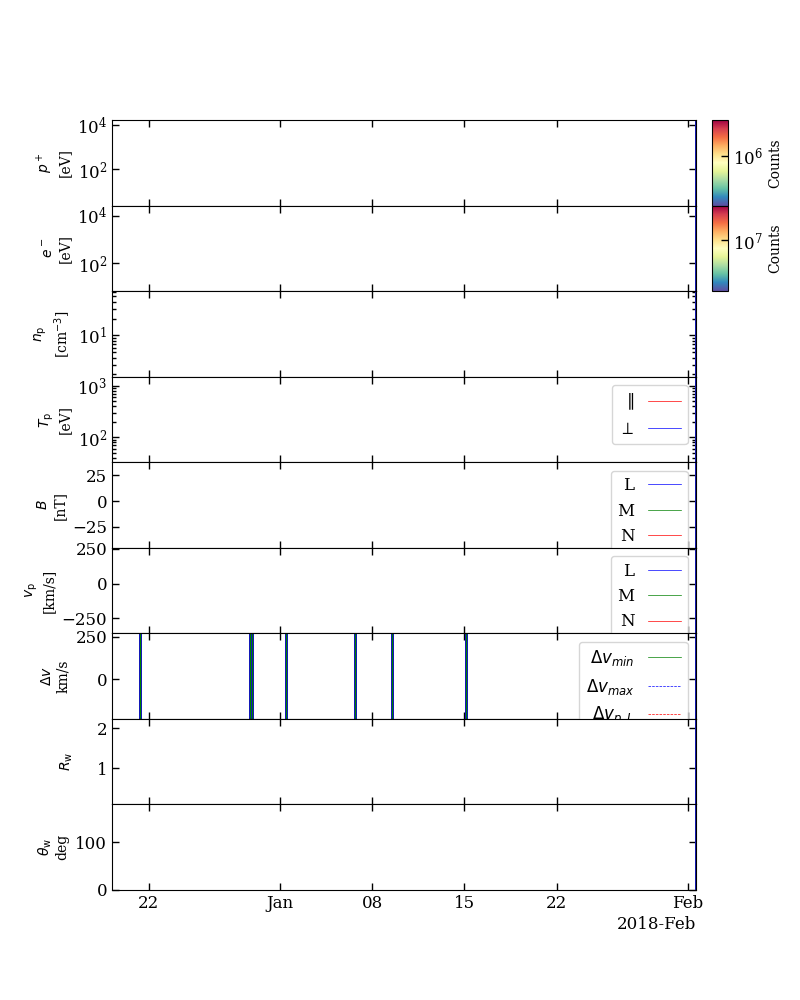 p⁺ [eV] 10⁴ 10² 10⁶ Counts
e⁻ [eV] 10⁴ 10² 10⁷ Counts
nₚ [cm⁻³] 10¹
Tₚ [eV] 10³ 10² ∥ ⊥
B [nT] 25 0 −25 L M N
vₚ [km/s] 250 0 −250 L M N
Δv km/s 250 0 Δv_min Δv_max
R_w 2 1
θ_w deg 100 0
22 Jan 08 15 22 Feb
2018-Feb